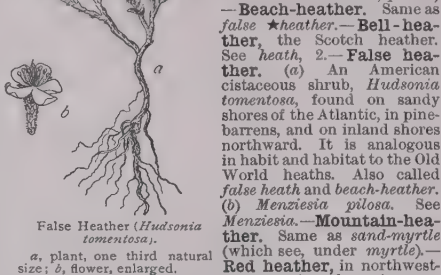 a
b
False Heather (Hudsonia
tomentosa).
a, plant, one third natural
size; b, flower, enlarged.
—Beach-heather. Same as
false ★heather.—Bell-hea-
ther, the Scotch heather.
See heath, 2.—False hea-
ther. (a) An American
cistaceous shrub, Hudsonia
tomentosa, found on sandy
shores of the Atlantic, in pine-
barrens, and on inland shores
northward. It is analogous
in habit and habitat to the Old
World heaths. Also called
false heath and beach-heather.
(b) Menziesia pilosa. See
Menziesia.—Mountain-hea-
ther. Same as sand-myrtle
(which see, under myrtle).—
Red heather, in northwest-